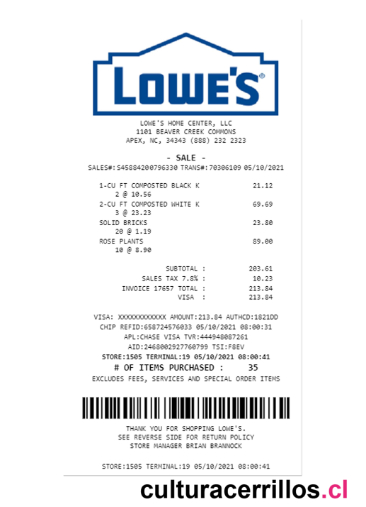 LOWE'S®
LOWE'S HOME CENTER, LLC
1101 BEAVER CREEK COMMONS
APEX, NC, 34343 (888) 232 2323
- SALE -
SALES#:545884200796330 TRANS#:70306109 05/10/2021
1-CU FT COMPOSTED BLACK K 21.12
2 @ 10.56
2-CU FT COMPOSTED WHITE K 69.69
3 @ 23.23
SOLID BRICKS 23.80
20 @ 1.19
ROSE PLANTS 89.00
10 @ 8.90
SUBTOTAL : 203.61
SALES TAX 7.8% : 10.23
INVOICE 17657 TOTAL : 213.84
VISA : 213.84
VISA: XXXXXXXXXXXX AMOUNT:213.84 AUTHCD:1821DD
CHIP REFID:658724576033 05/10/2021 08:00:31
APL:CHASE VISA TVR:444948087261
AID:2468002927760799 TSI:F8EV
STORE:1505 TERMINAL:19 05/10/2021 08:00:41
# OF ITEMS PURCHASED : 35
EXCLUDES FEES, SERVICES AND SPECIAL ORDER ITEMS
THANK YOU FOR SHOPPING LOWE'S.
SEE REVERSE SIDE FOR RETURN POLICY
STORE MANAGER BRIAN BRANNOCK
STORE:1505 TERMINAL:19 05/10/2021 08:00:41
culturacerrillos.cl